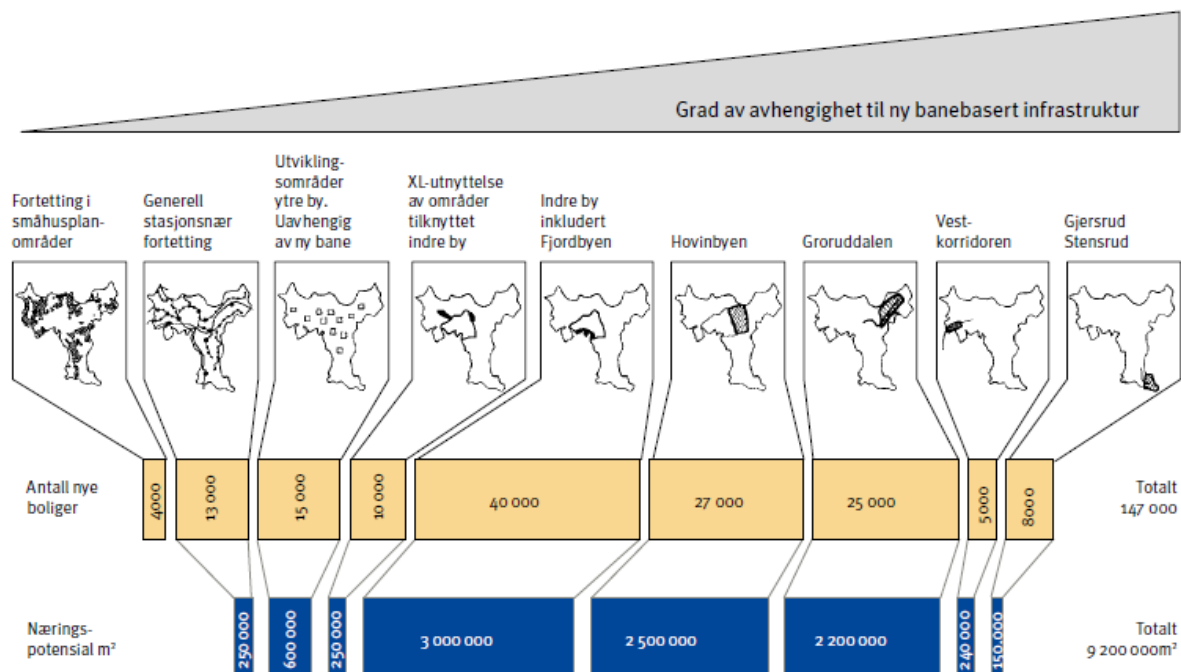 Grad av avhengighet til ny banebasert infrastruktur
Fortetting i
småhusplan-
områder
Generell
stasjonsnær
fortetting
Utvikling-
sområder
ytre by.
Uavhengig
av ny bane
XL-utnyttelse
av områder
tilknyttet
indre by
Indre by
inkludert
Fjordbyen
Hovinbyen
Groruddalen
Vest-
korridoren
Gjersrud
Stensrud
Antall nye
boliger
4000
13 000
15 000
10 000
40 000
27 000
25 000
5000
8000
Totalt
147 000
Nærings-
potensial m²
250 000
600 000
250 000
3 000 000
2 500 000
2 200 000
240 000
150.000
Totalt
9 200 000m²